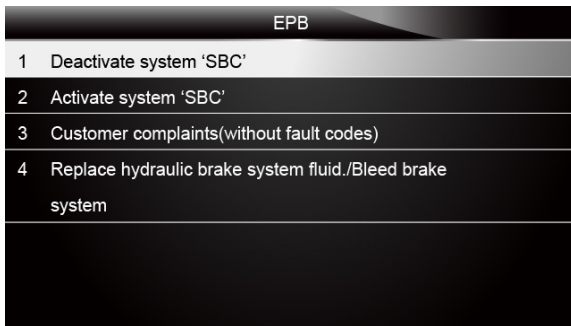 EPB
1 Deactivate system ‘SBC’
2 Activate system ‘SBC’
3 Customer complaints(without fault codes)
4 Replace hydraulic brake system fluid./Bleed brake
system